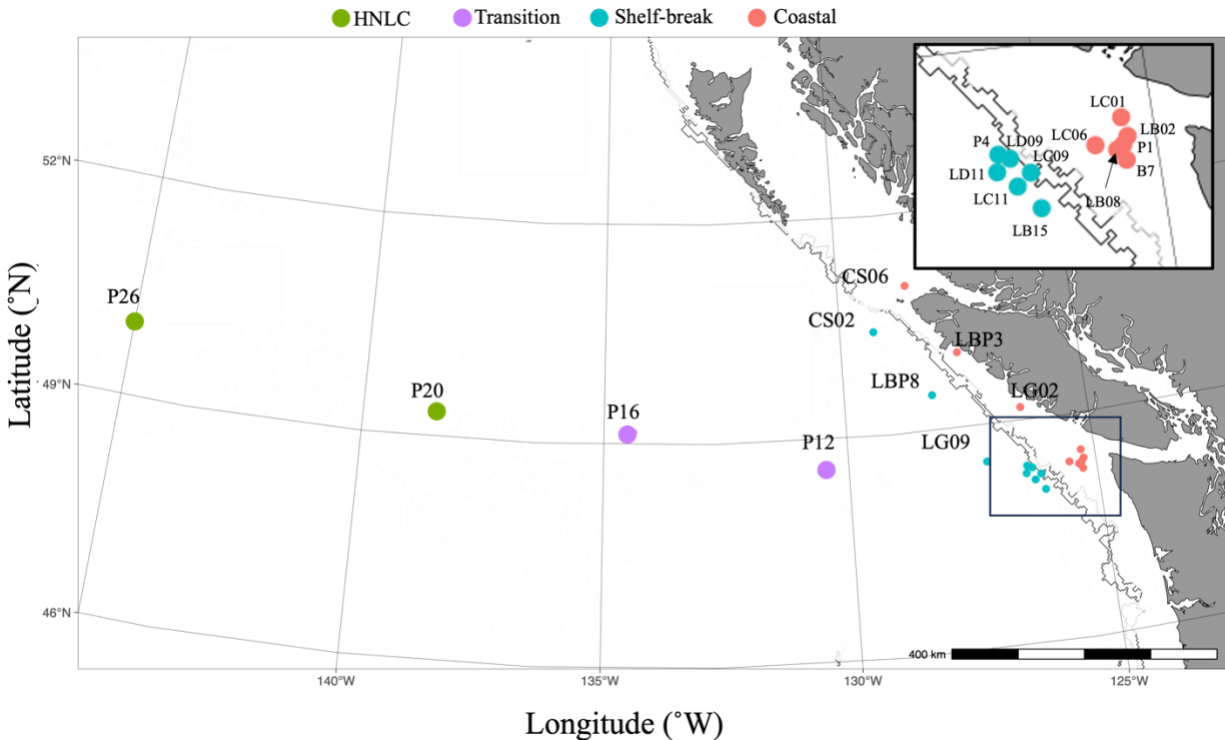 HNLC Transition Shelf-break Coastal
LC01
LC06 LB02
P4 LD09 LG09 P1
LD11 B7
LC11 LB08
LB15
52°N
CS06
P26
CS02
LBP3
LBP8
49°N
P20 LG02
P16
P12 LG09
46°N
400 km
140°W 135°W 130°W 125°W
Latitude (˚N)
Longitude (˚W)